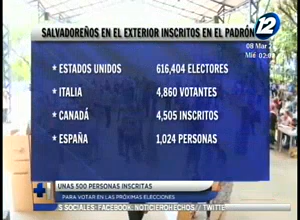 SALVADOREÑOS EN EL EXTERIOR INSCRITOS EN EL PADRÓN
12
08 Mar
Mié
* ESTADOS UNIDOS 616,404 ELECTORES
* ITALIA 4,860 VOTANTES
* CANADÁ 4,505 INSCRITOS
* ESPAÑA 1,024 PERSONAS
UNAS 500 PERSONAS INSCRITAS
PARA VOTAR EN LAS PRÓXIMAS ELECCIONES
S SOCIALES: FACEBOOK: NOTICIEROHECHOS / TWITTE